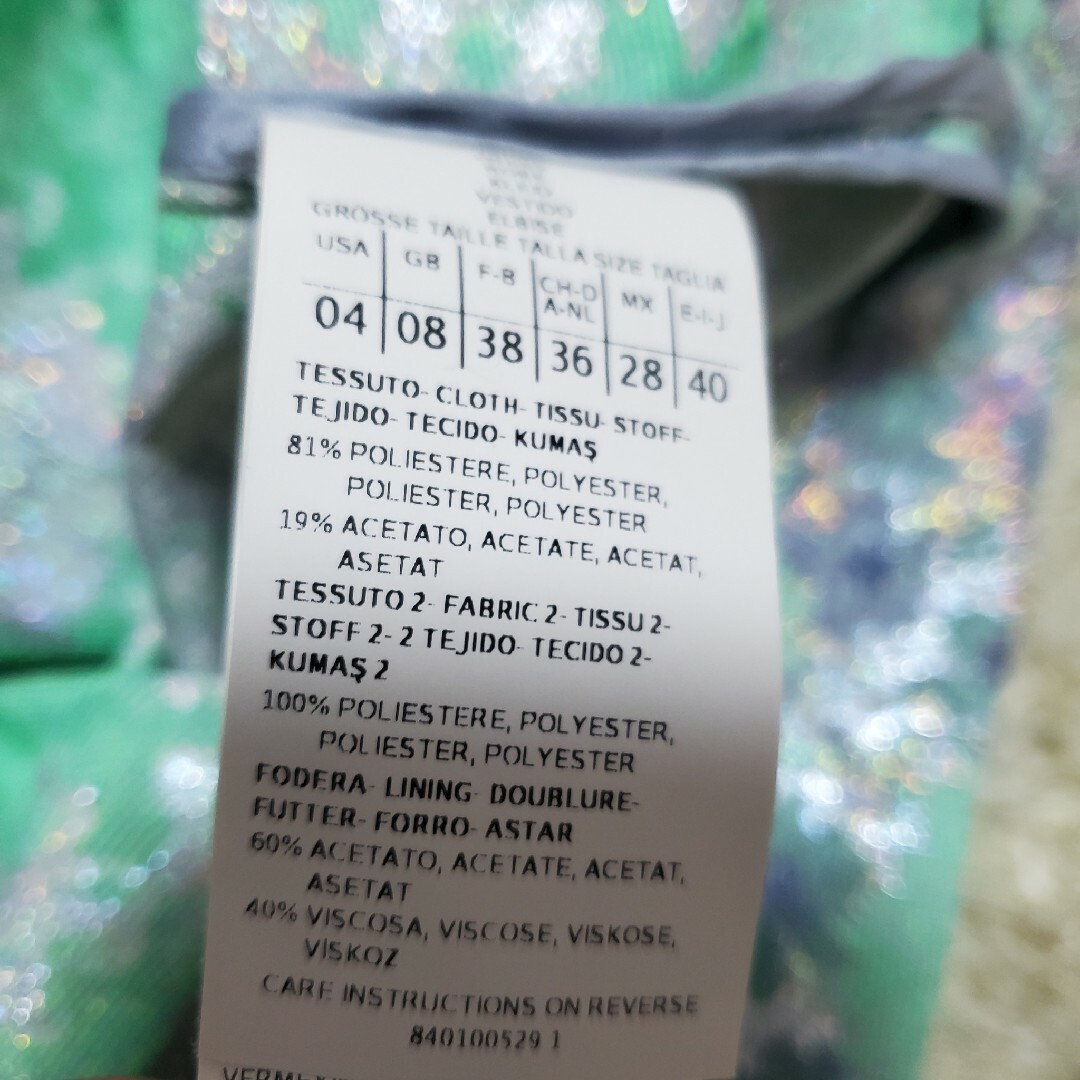 VESTIDO
ELBISE
GRÖSSE TAILLE TALLA SIZE TAGLIA
USA GB F-B CH-D A-NL MX E-I-J
04 08 38 36 28 40
TESSUTO- CLOTH- TISSU- STOFF-
TEJIDO- TECIDO- KUMAŞ
81% POLIESTERE, POLYESTER,
POLIESTER, POLYESTER
19% ACETATO, ACETATE, ACETAT,
ASETAT
TESSUTO 2- FABRIC 2- TISSU 2-
STOFF 2- 2 TEJIDO- TECIDO 2-
KUMAŞ 2
100% POLIESTERE, POLYESTER,
POLIESTER, POLYESTER
FODERA- LINING- DOUBLURE-
FUTTER- FORRO- ASTAR
60% ACETATO, ACETATE, ACETAT,
ASETAT
40% VISCOSA, VISCOSE, VISKOSE,
VISKOZ
CARE INSTRUCTIONS ON REVERSE
840100529 1